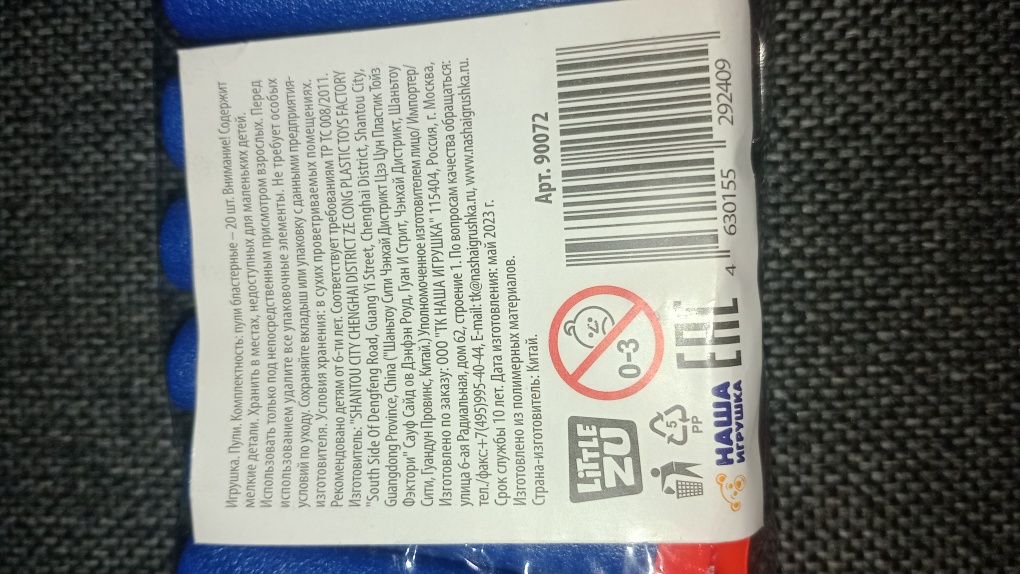 Игрушка. Пули. Комплектность: пули бластерные – 20 шт. Внимание! Содержит
мелкие детали. Хранить в местах, недоступных для маленьких детей.
Использовать только под непосредственным присмотром взрослых. Перед
использованием удалите все упаковочные элементы. Не требует особых
условий по уходу. Сохраняйте вкладыш или упаковку с данными предприятия-
изготовителя. Условия хранения: в сухих проветриваемых помещениях.
Рекомендовано детям от 6-ти лет. Соответствует требованиям ТР ТС 008/2011.
Изготовитель: "SHANTOU CITY CHENGHAI DISTRICT ZE CONG PLASTIC TOYS FACTORY
"South Side Of Dengfeng Road, Guang Yi Street, Chenghai District, Shantou City,
Guangdong Province, China ("Шаньтоу Сити Чэнхай Дистрикт Цзэ Цун Пластик Тойз
Фэктори" Сауф Сайд ов Дэнфэн Роуд, Гуан И Стрит, Чэнхай Дистрикт, Шаньтоу
Сити, Гуандун Провинс, Китай.) Уполномоченное изготовителем лицо/ Импортер/
Изготовлено по заказу: ООО "ТК НАША ИГРУШКА" 115404, Россия, г. Москва,
улица 6-ая Радиальная, дом 62, строение 1. По вопросам качества обращаться:
тел./факс:+7(495)995-40-44, E-mail: tk@nashaigrushka.ru, www.nashaigrushka.ru.
Срок службы 10 лет. Дата изготовления: май 2023 г.
Изготовлено из полимерных материалов.
Страна-изготовитель: Китай.
Арт. 90072
LITTLE
ZU
0-3
4 630155 292409
5
PP
EAC
НАША
ИГРУШКА